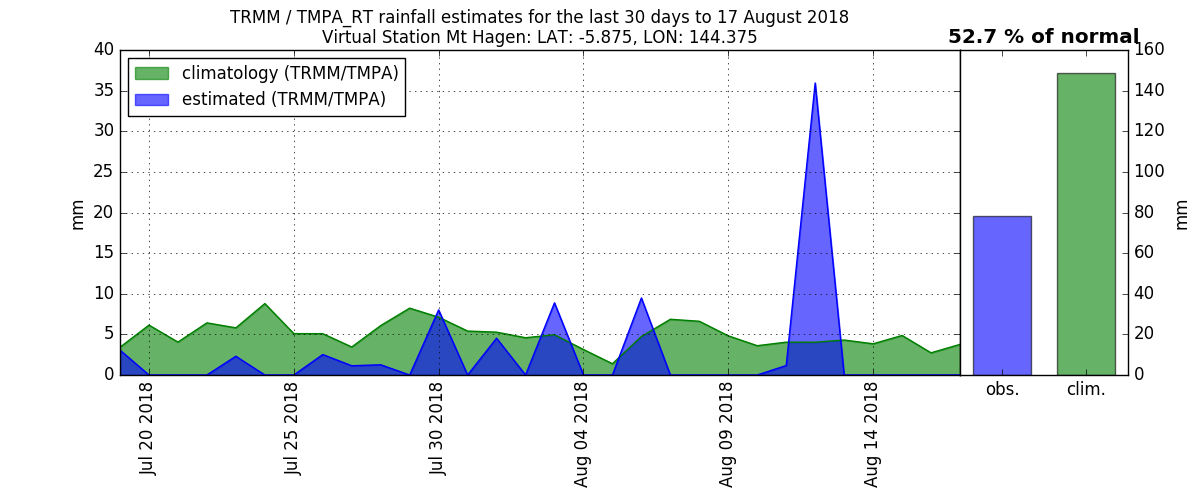 TRMM / TMPA_RT rainfall estimates for the last 30 days to 17 August 2018
Virtual Station Mt Hagen: LAT: -5.875, LON: 144.375
52.7 % of normal
climatology (TRMM/TMPA)
estimated (TRMM/TMPA)
mm
40
35
30
25
20
15
10
5
0
Jul 20 2018
Jul 25 2018
Jul 30 2018
Aug 04 2018
Aug 09 2018
Aug 14 2018
obs.
clim.
160
140
120
100
80
60
40
20
0
mm